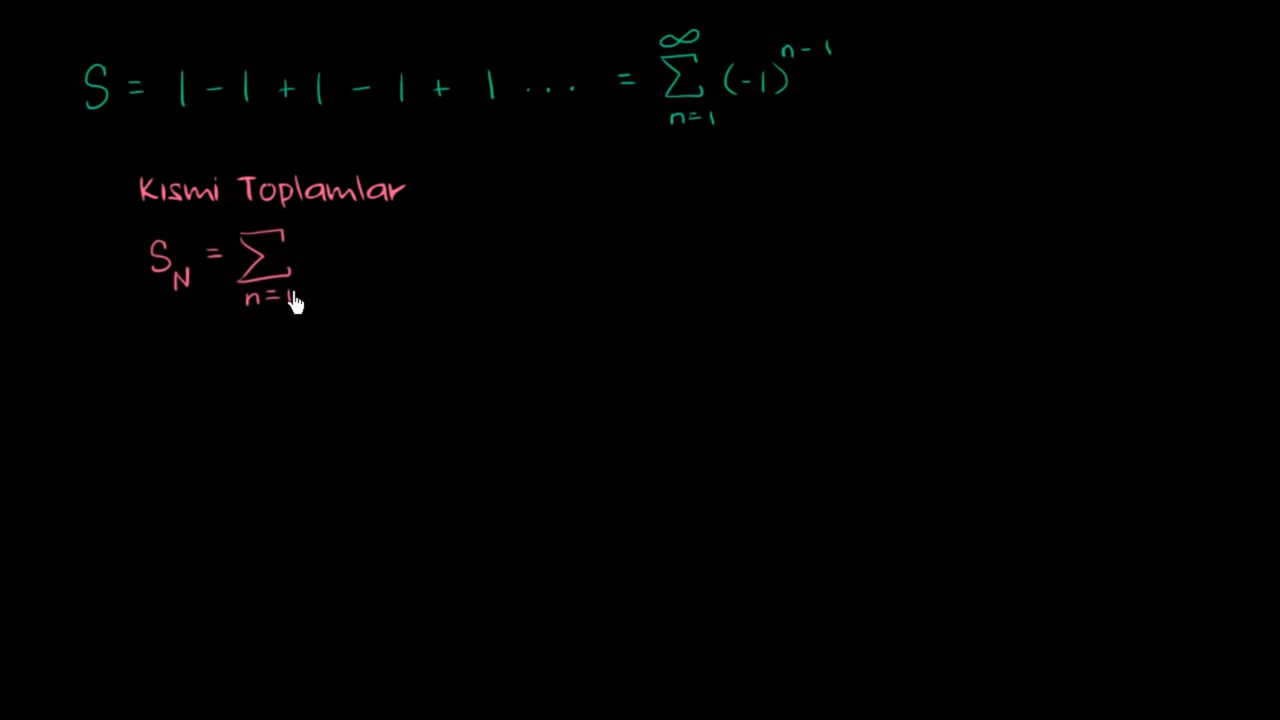 S = 1 - 1 + 1 - 1 + 1 ... = ∑_{n=1}^{∞} (-1)^{n-1}
Kısmi Toplamlar
S_N = ∑_{n=1}